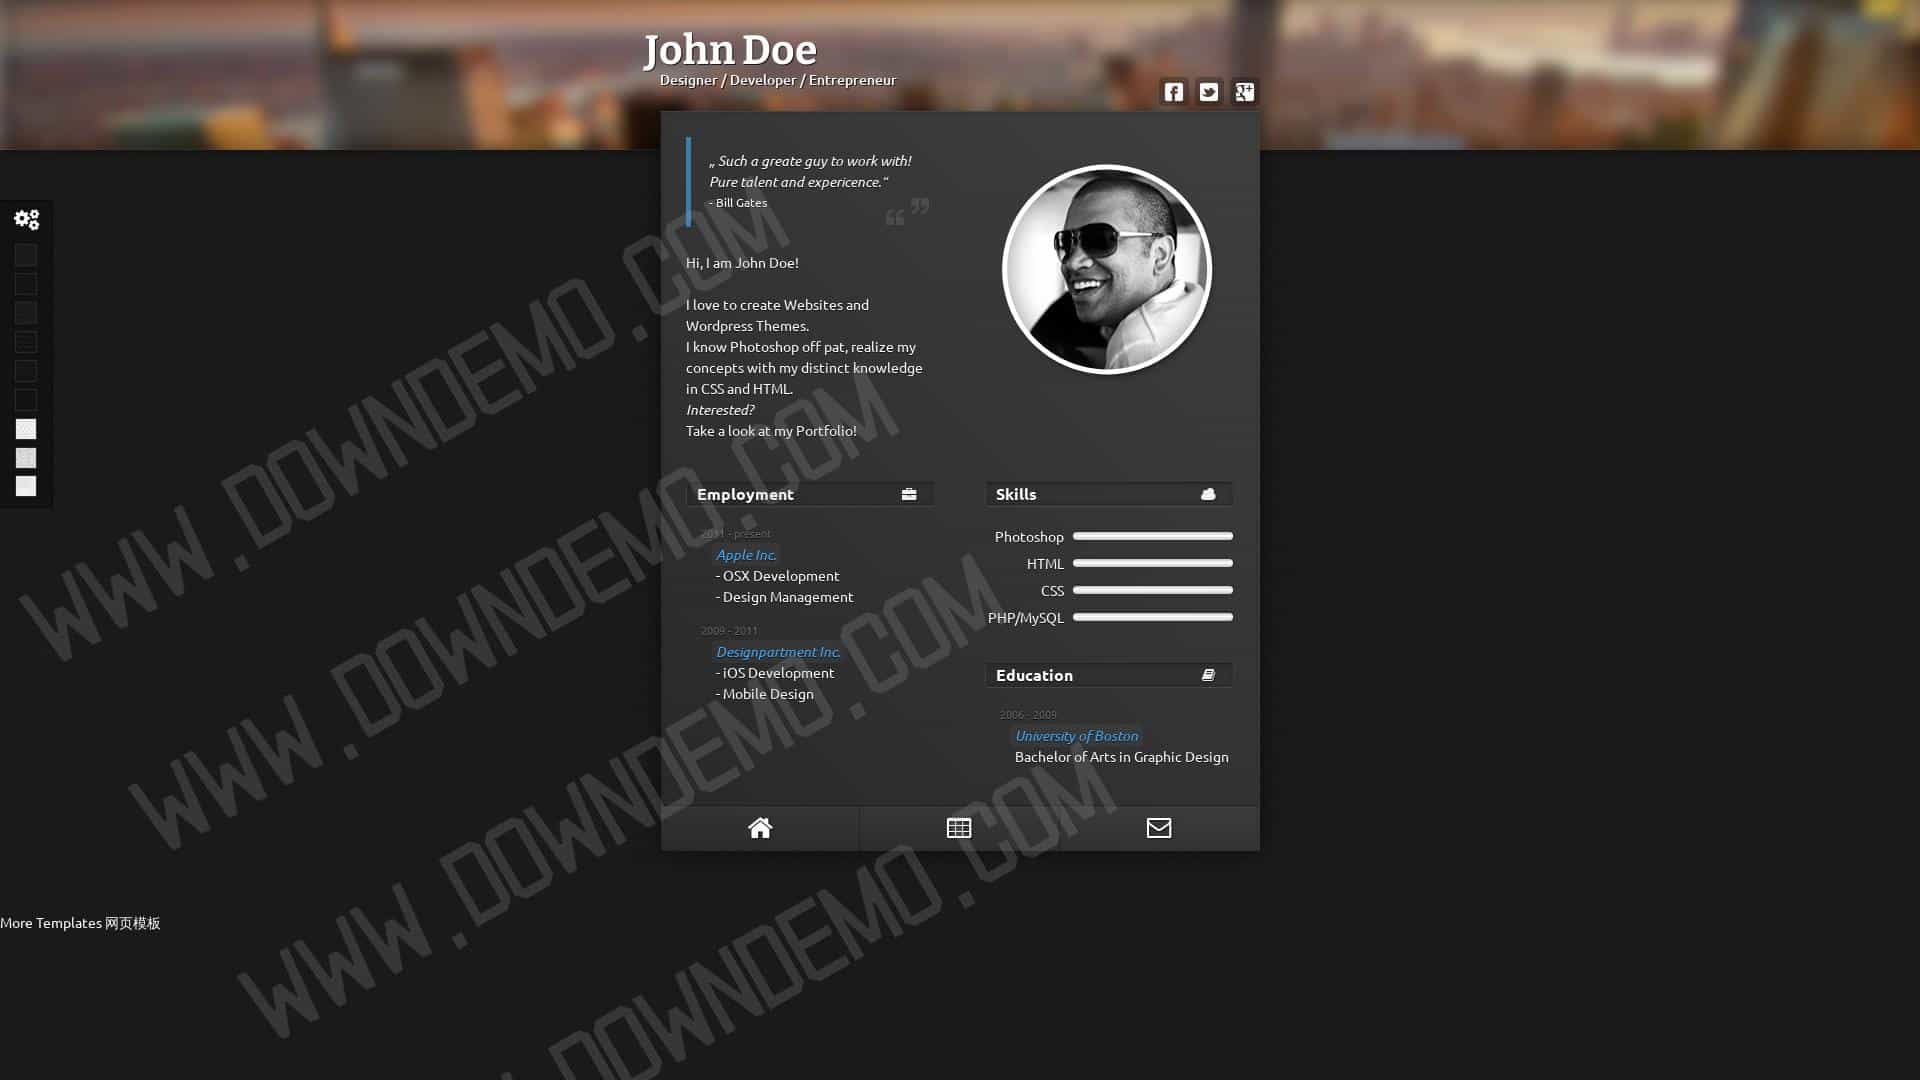 John Doe
Designer / Developer / Entrepreneur
„ Such a greate guy to work with!
Pure talent and expericence.“
- Bill Gates
Hi, I am John Doe!
I love to create Websites and
Wordpress Themes.
I know Photoshop off pat, realize my
concepts with my distinct knowledge
in CSS and HTML.
Interested?
Take a look at my Portfolio!
Employment
2011 - present
Apple Inc.
- OSX Development
- Design Management
2009 - 2011
Designpartment Inc.
- iOS Development
- Mobile Design
Skills
Photoshop
HTML
CSS
PHP/MySQL
Education
2006 - 2009
University of Boston
Bachelor of Arts in Graphic Design
More Templates 网页模板
WWW.DOWNDEMO.COM
WWW.DOWNDEMO.COM
WWW.DOWNDEMO.COM
DOWNDEMO.COM